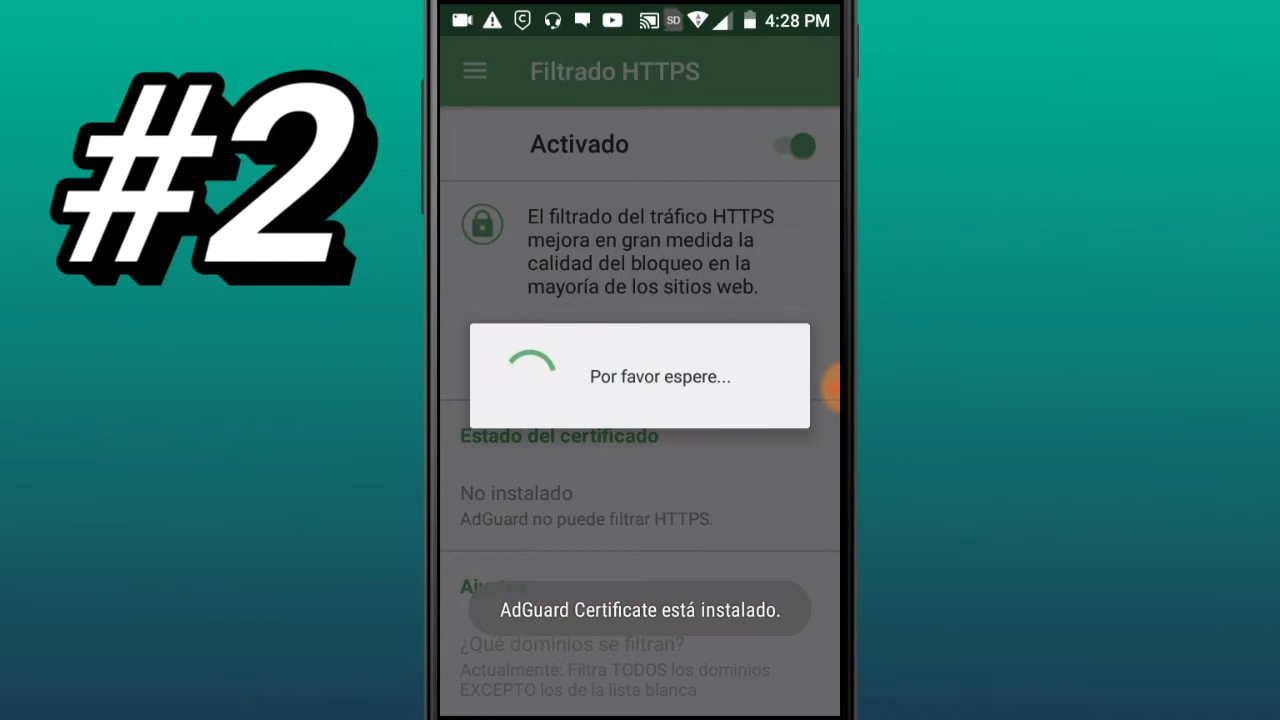 #2
4:28 PM
Filtrado HTTPS
Activado
El filtrado del tráfico HTTPS
mejora en gran medida la
calidad del bloqueo en la
mayoría de los sitios web.
Por favor espere...
Estado del certificado
No instalado
AdGuard no puede filtrar HTTPS.
AdGuard Certificate está instalado.
¿Qué dominios se filtran?
Actualmente: Filtra TODOS los dominios
EXCEPTO los de la lista blanca